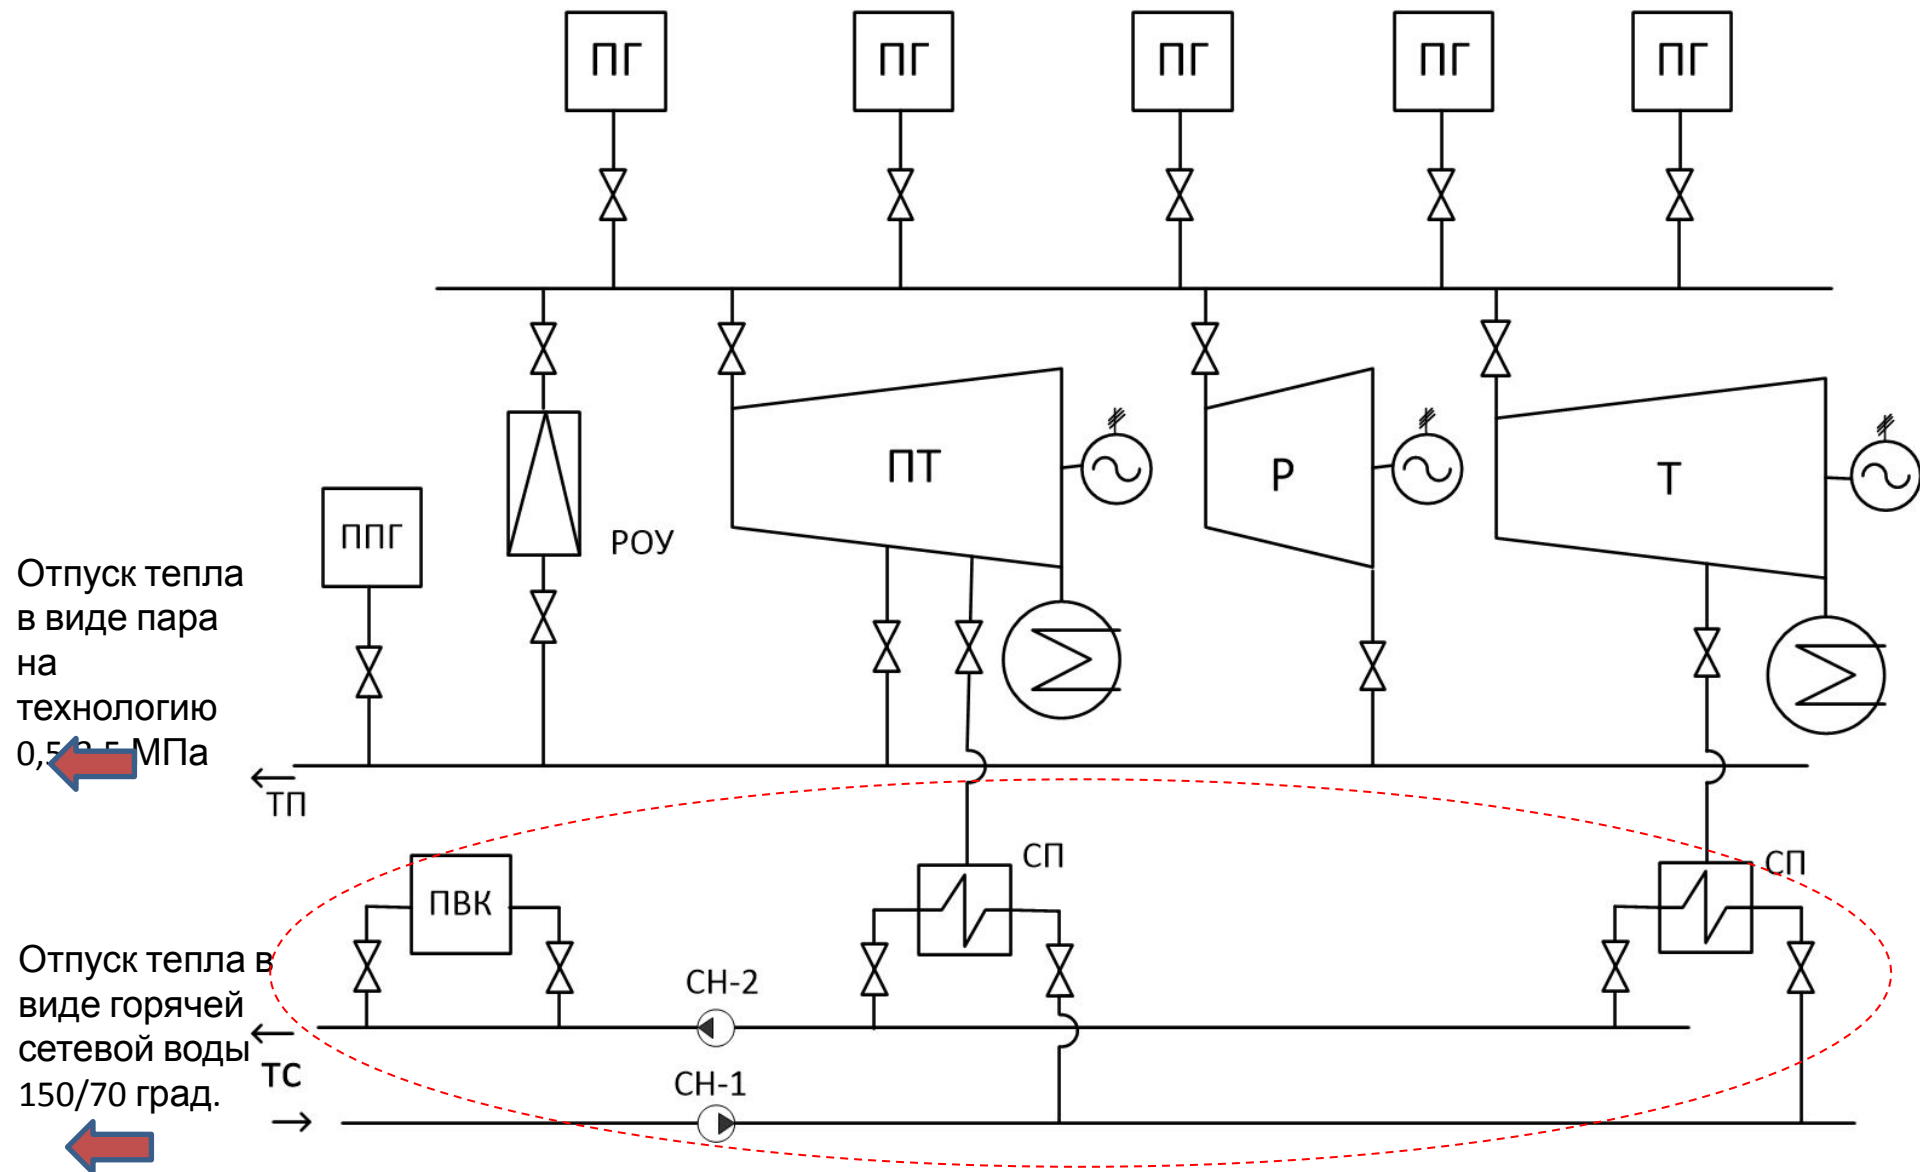 ПГ ПГ ПГ ПГ ПГ
ПТ
Р
Т
РОУ
ППГ
Отпуск тепла
в виде пара
на
технологию
МПа
ТП
СП
СП
ПВК
Отпуск тепла в
виде горячей
сетевой воды
150/70 град.
СН-2
ТС
СН-1